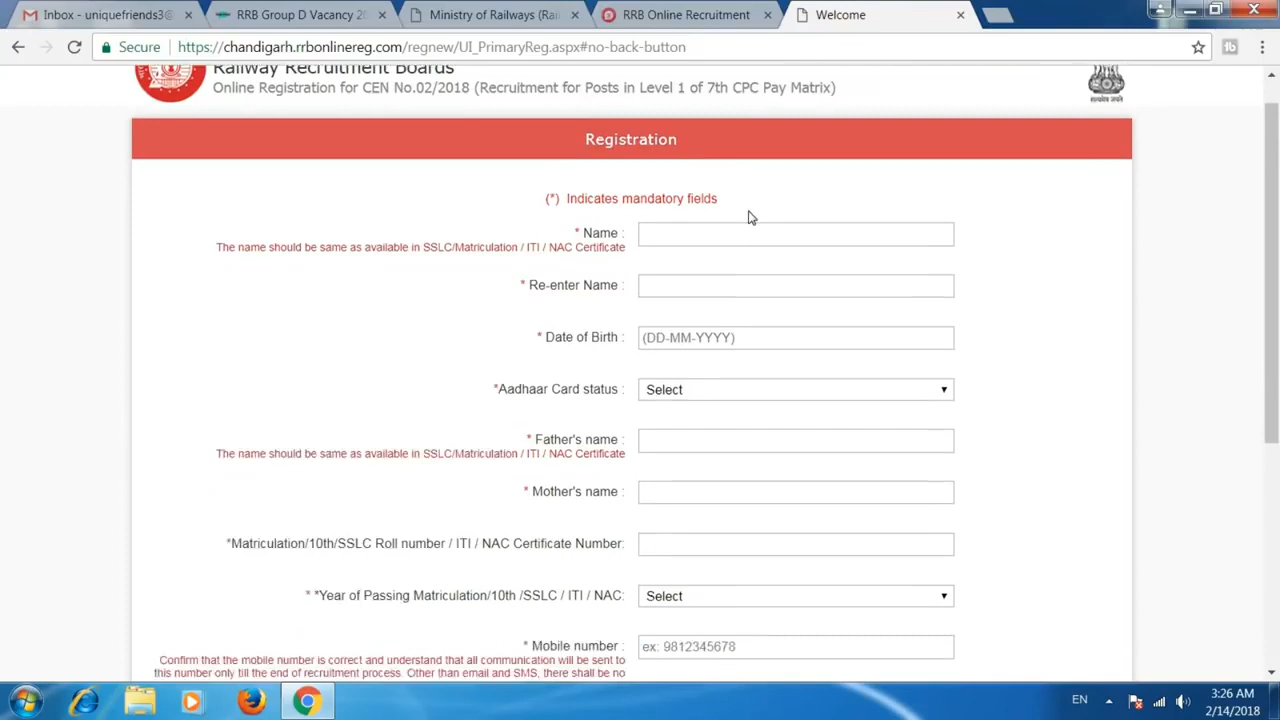 Inbox - uniquefriends3@
RRB Group D Vacancy 2
Ministry of Railways (Ra
RRB Online Recruitment
Welcome
Secure
https://chandigarh.rrbonlinereg.com/regnew/UI_PrimaryReg.aspx#no-back-button
Railway Recruitment Boards
Online Registration for CEN No.02/2018 (Recruitment for Posts in Level 1 of 7th CPC Pay Matrix)
Registration
(*) Indicates mandatory fields
* Name :
The name should be same as available in SSLC/Matriculation / ITI / NAC Certificate
* Re-enter Name :
* Date of Birth :
(DD-MM-YYYY)
*Aadhaar Card status :
Select
* Father's name :
The name should be same as available in SSLC/Matriculation / ITI / NAC Certificate
* Mother's name :
*Matriculation/10th/SSLC Roll number / ITI / NAC Certificate Number:
* *Year of Passing Matriculation/10th /SSLC / ITI / NAC:
Select
* Mobile number :
ex: 9812345678
Confirm that the mobile number is correct and understand that all communication will be sent to
this number only till the end of recruitment process. Other than email and SMS, there shall be no
EN
3:26 AM
2/14/2018